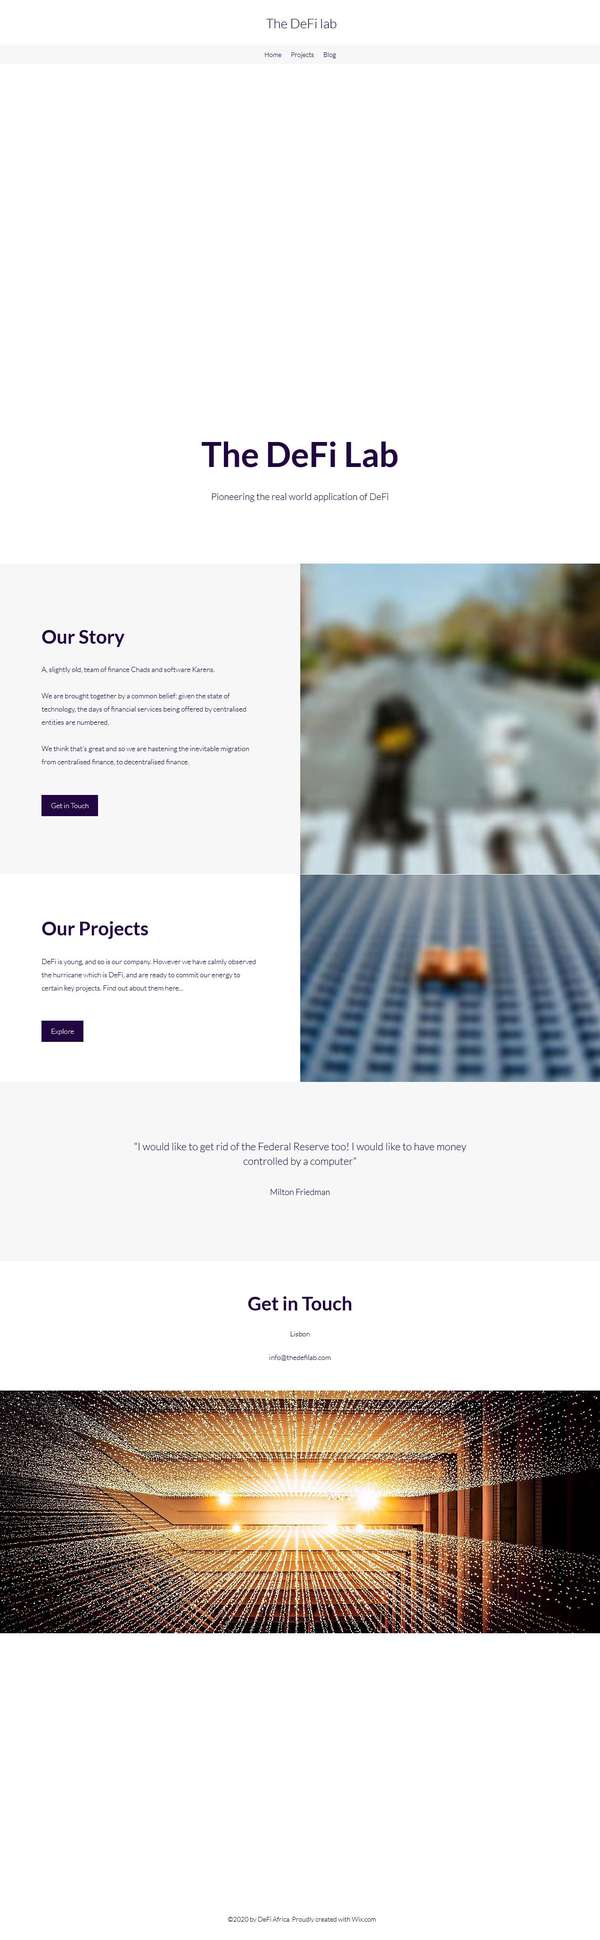 The DeFi lab
Home Projects Blog
The DeFi Lab
Pioneering the real world application of DeFi
Our Story
A, slightly old, team of finance Chads and software Karens.
We are brought together by a common belief: given the state of
technology, the days of financial services being offered by centralised
entities are numbered.
We think that's great and so we are hastening the inevitable migration
from centralised finance, to decentralised finance.
Get in Touch
Our Projects
DeFi is young, and so is our company. However we have calmly observed
the hurricane which is DeFi, and are ready to commit our energy to
certain key projects. Find out about them here...
Explore
"I would like to get rid of the Federal Reserve too! I would like to have money
controlled by a computer"
Milton Friedman
Get in Touch
Lisbon
info@thedefilab.com
©2020 by DeFi Africa. Proudly created with Wix.com